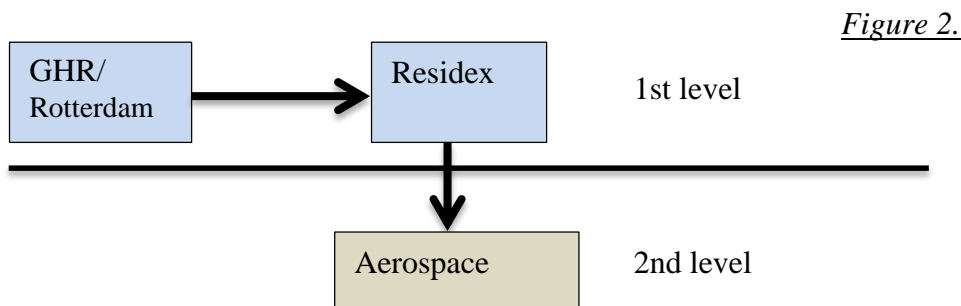 Figure 2.
GHR/
Rotterdam
Residex
1st level
Aerospace
2nd level